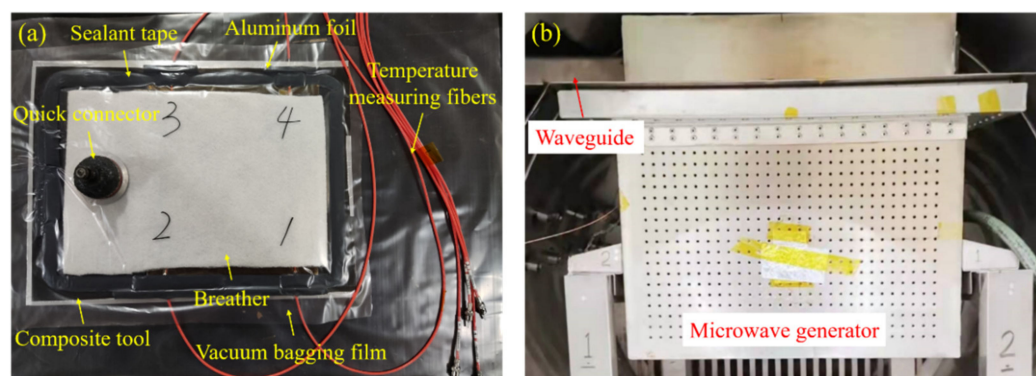 (a)
Sealant tape
Aluminum foil
Temperature
measuring fibers
Quick connector
3
4
2
1
Breather
Composite tool
Vacuum bagging film
(b)
Waveguide
2
1
Microwave generator
1
2